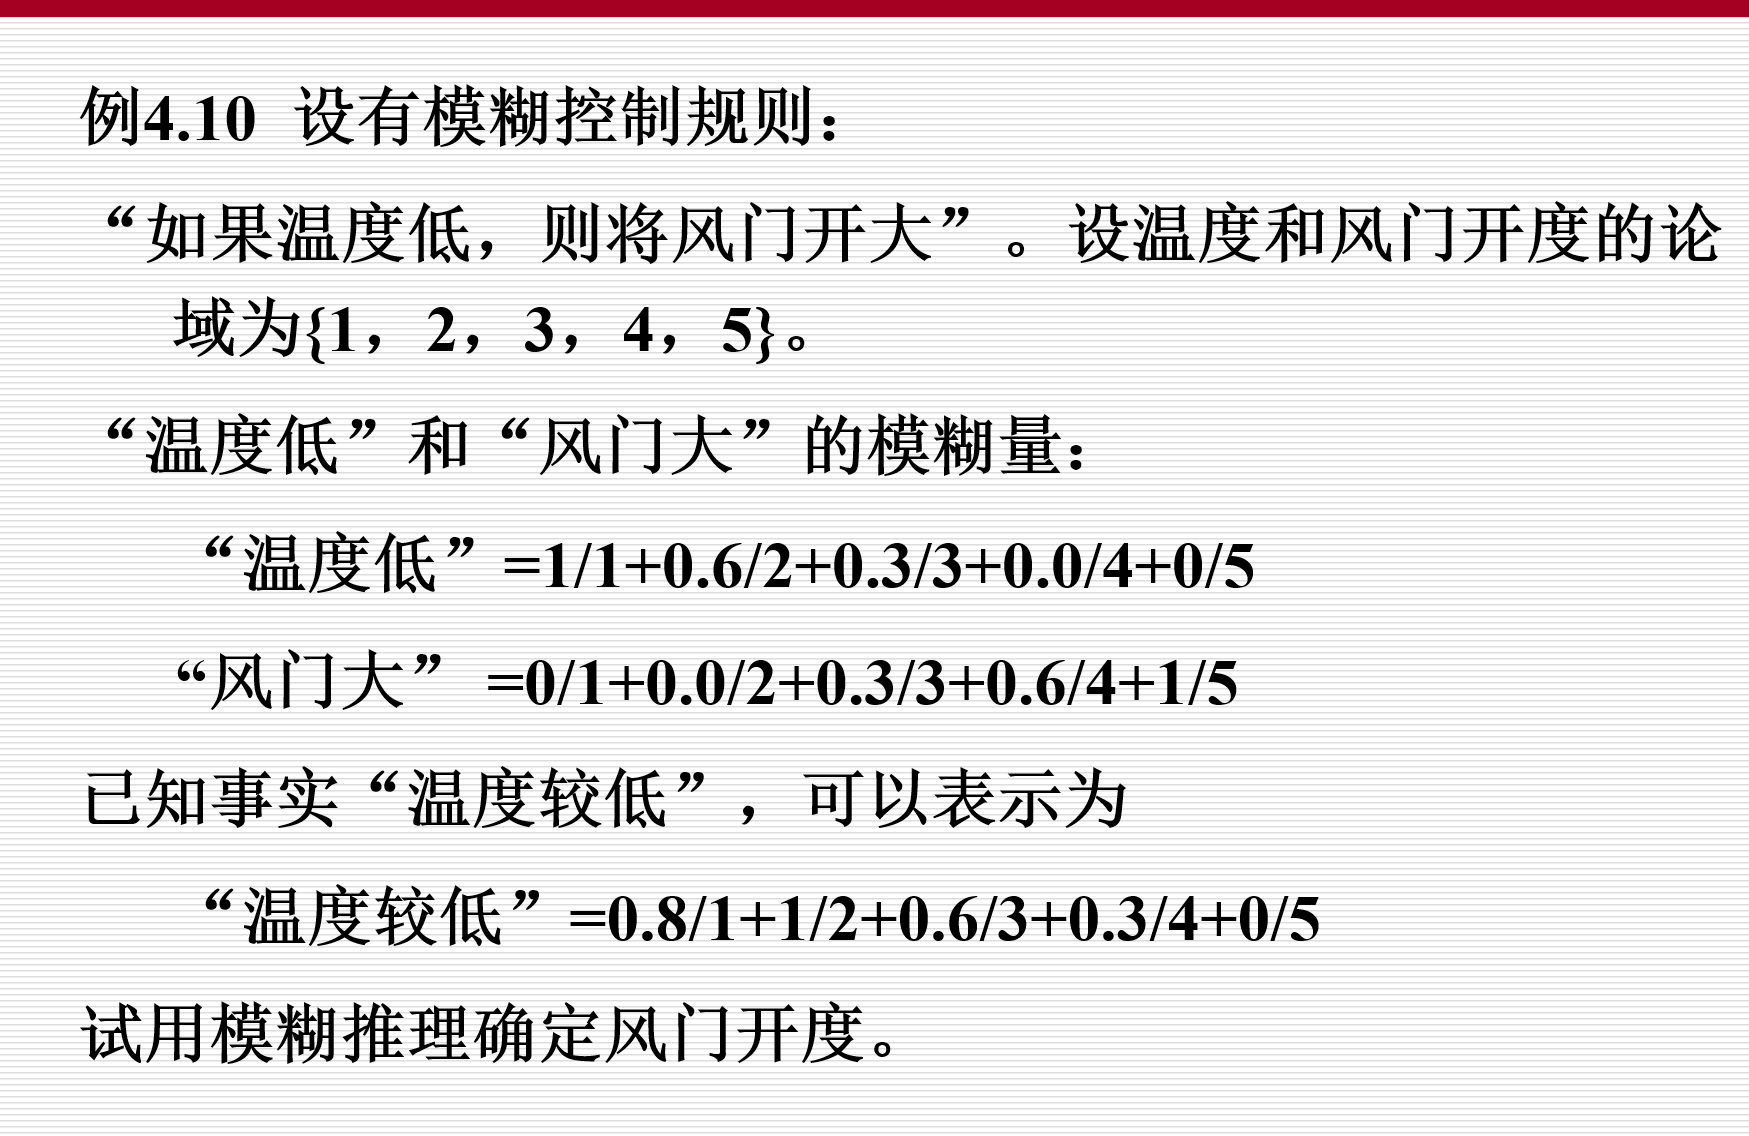 例4.10 设有模糊控制规则：
“如果温度低，则将风门开大”。设温度和风门开度的论
域为{1，2，3，4，5}。
“温度低”和“风门大”的模糊量：
“温度低”=1/1+0.6/2+0.3/3+0.0/4+0/5
“风门大” =0/1+0.0/2+0.3/3+0.6/4+1/5
已知事实“温度较低”，可以表示为
“温度较低”=0.8/1+1/2+0.6/3+0.3/4+0/5
试用模糊推理确定风门开度。